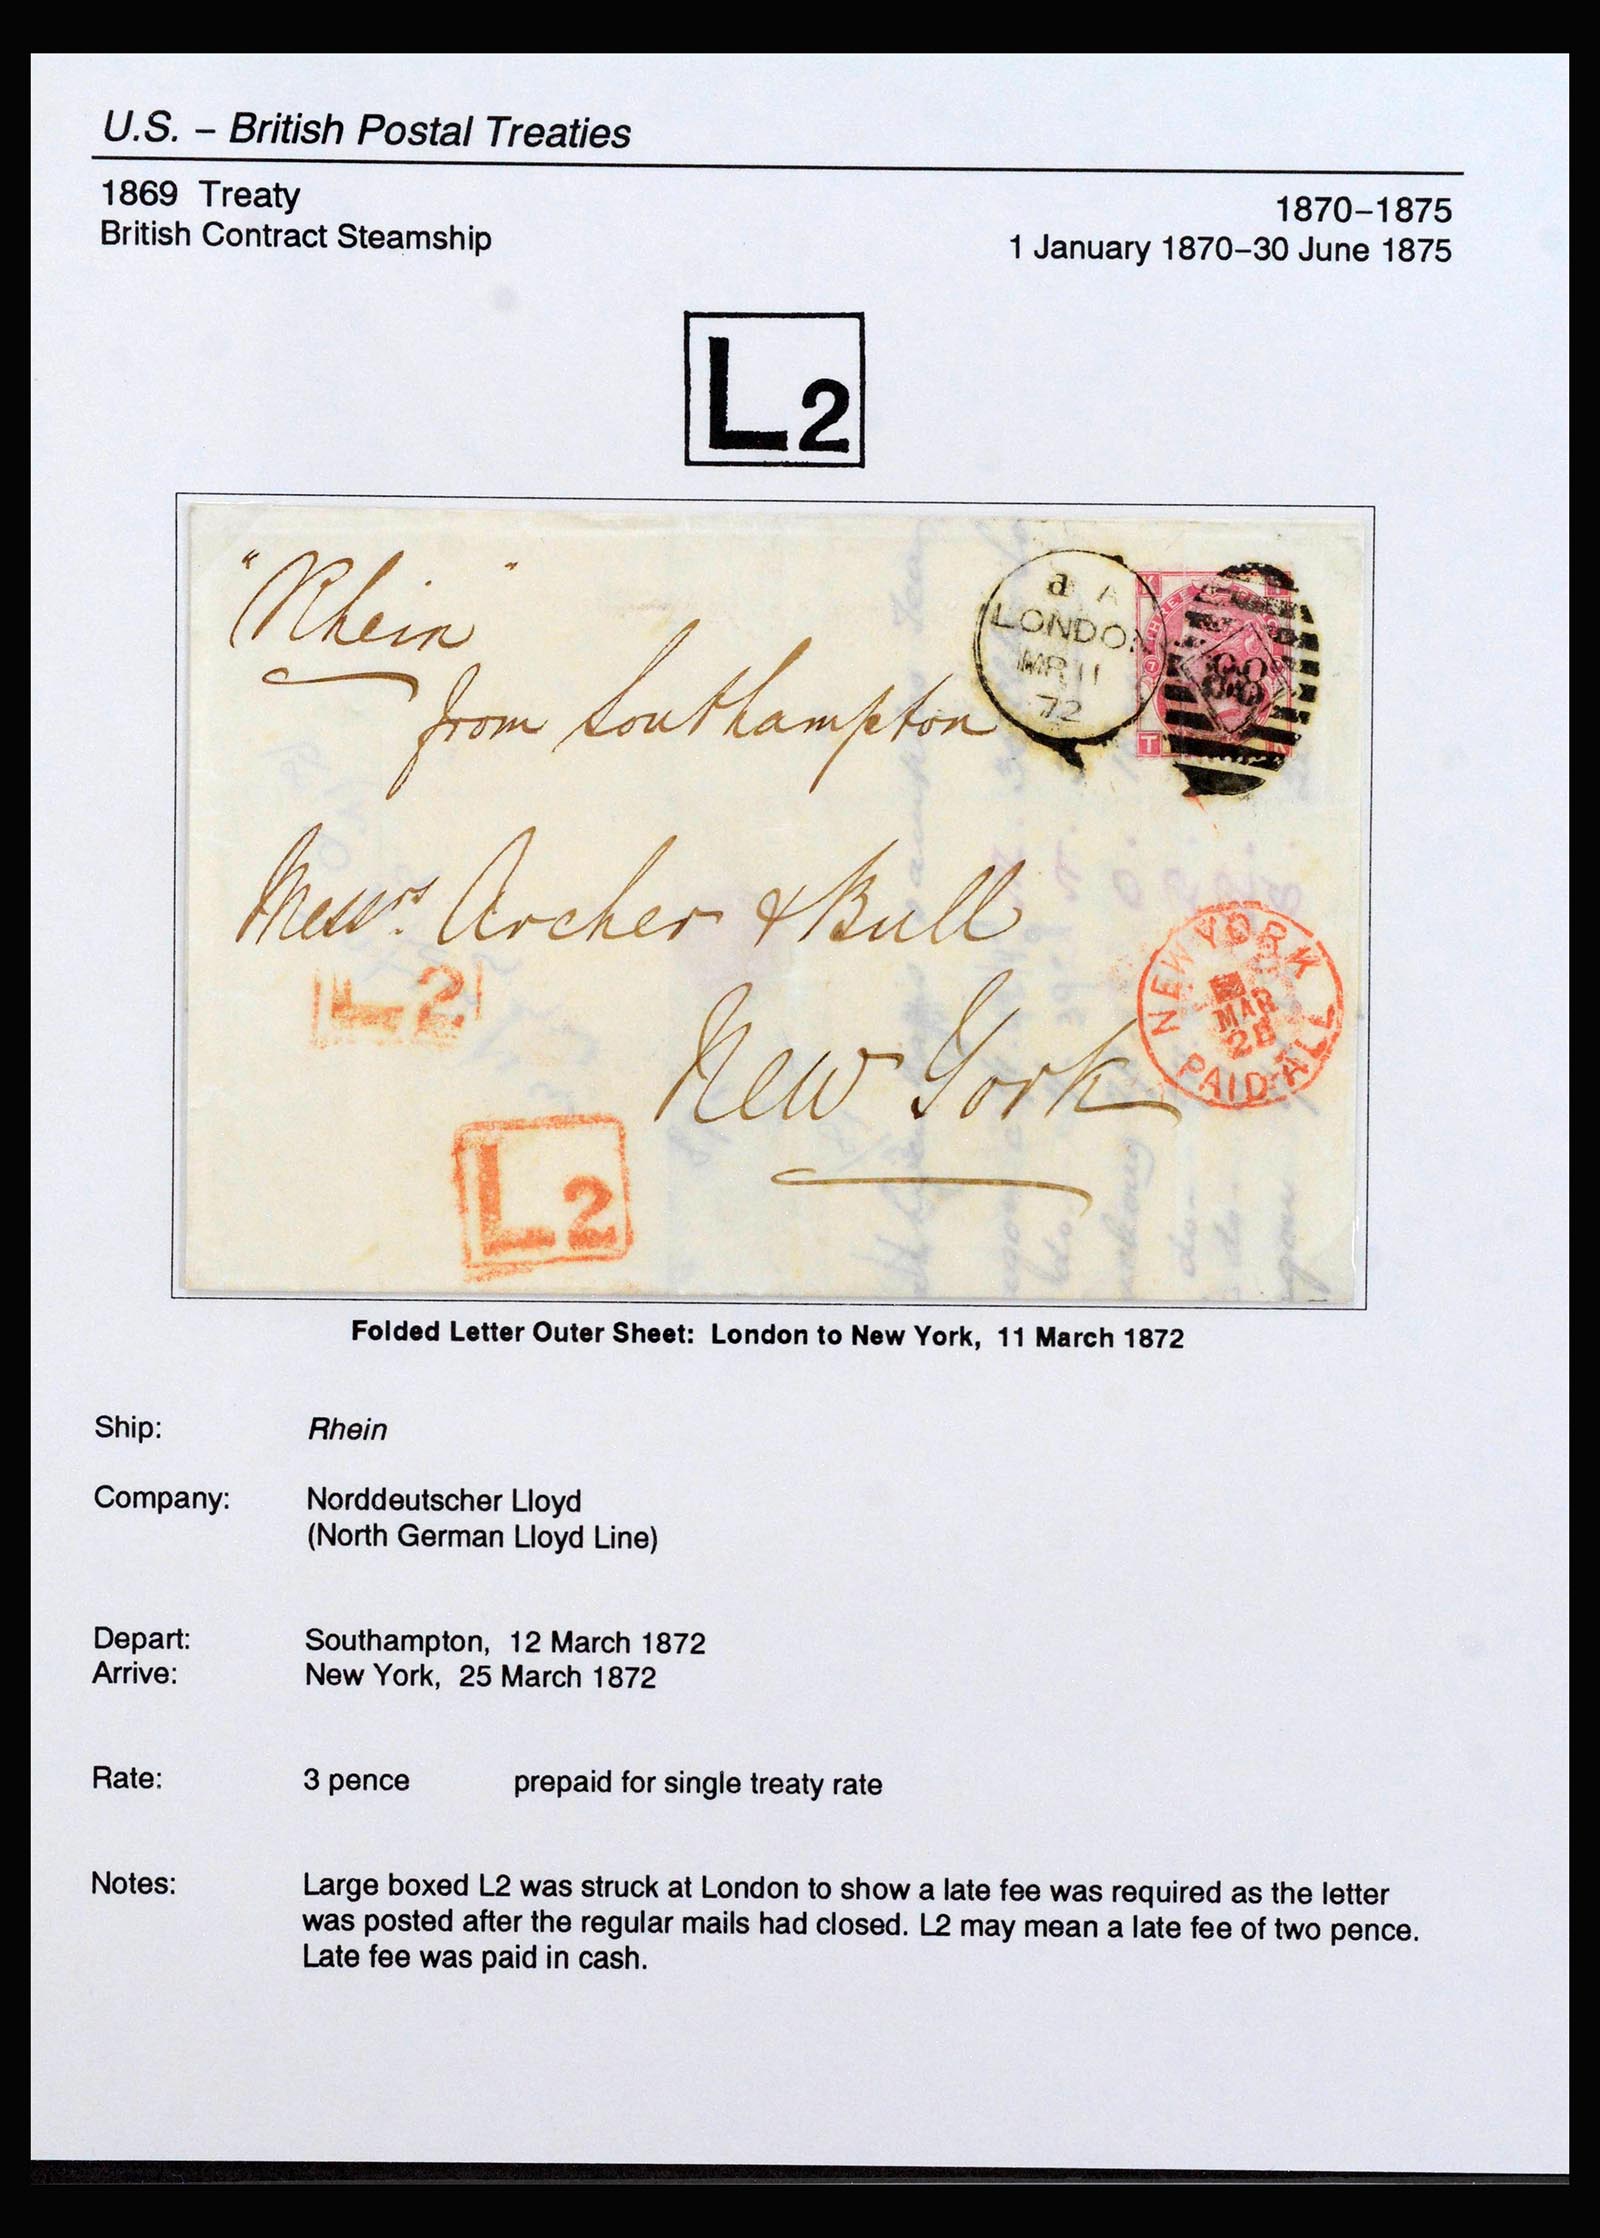 U.S. – British Postal Treaties
1869 Treaty
1870–1875
British Contract Steamship
1 January 1870–30 June 1875
L2
"Rhein"
from Southampton
d A
LONDON
MR 11
72
THREE
T
Messrs. Archer & Bull
New York
L2
L2
NEW YORK
MAR
PAID ALL
Folded Letter Outer Sheet: London to New York, 11 March 1872
Ship: Rhein
Company: Norddeutscher Lloyd
(North German Lloyd Line)
Depart: Southampton, 12 March 1872
Arrive: New York, 25 March 1872
Rate: 3 pence prepaid for single treaty rate
Notes: Large boxed L2 was struck at London to show a late fee was required as the letter
was posted after the regular mails had closed. L2 may mean a late fee of two pence.
Late fee was paid in cash.